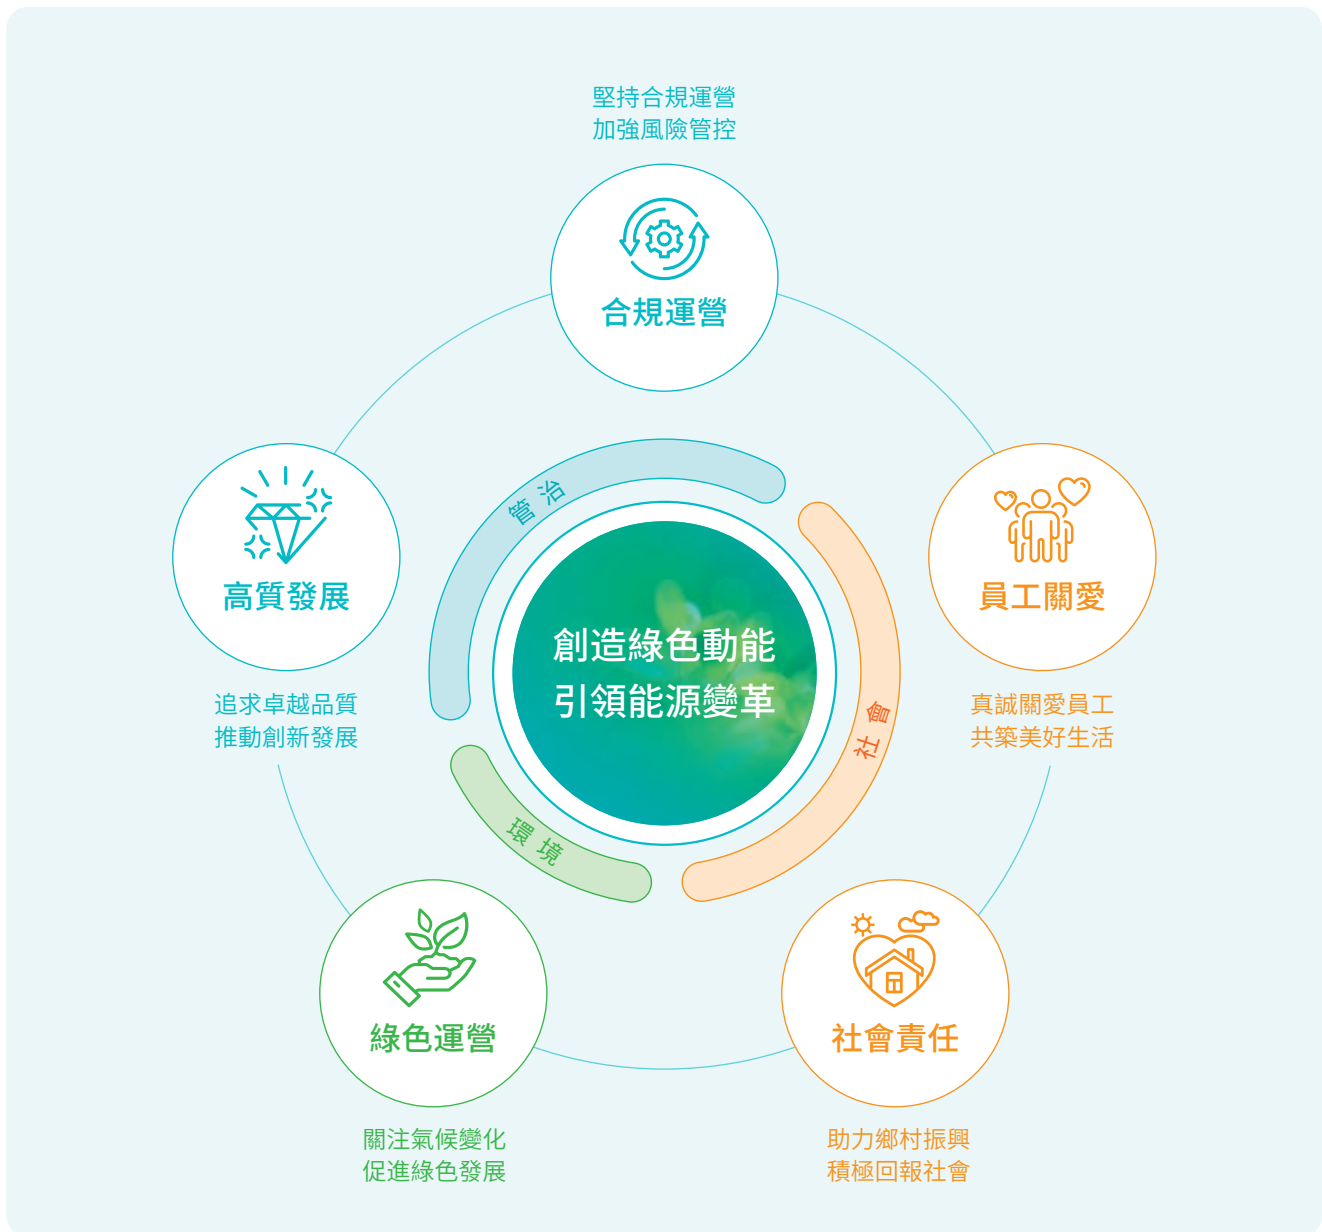 堅持合規運營
加強風險管控
合規運營
管治
高質發展
追求卓越品質
推動創新發展
創造綠色動能
引領能源變革
員工關愛
真誠關愛員工
共築美好生活
社會
環境
綠色運營
關注氣候變化
促進綠色發展
社會責任
助力鄉村振興
積極回報社會